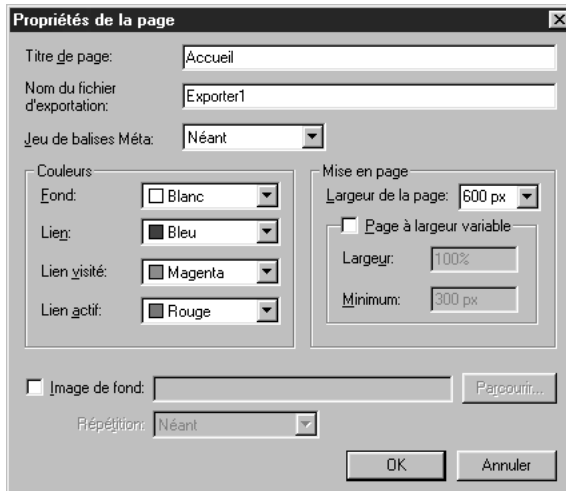 Propriétés de la page
Titre de page: Accueil
Nom du fichier
d'exportation: Exporter1
Jeu de balises Méta: Néant
Couleurs
Fond: Blanc
Lien: Bleu
Lien visité: Magenta
Lien actif: Rouge
Mise en page
Largeur de la page: 600 px
Page à largeur variable
Largeur: 100%
Minimum: 300 px
Image de fond: Parcourir...
Répétition: Néant
OK Annuler